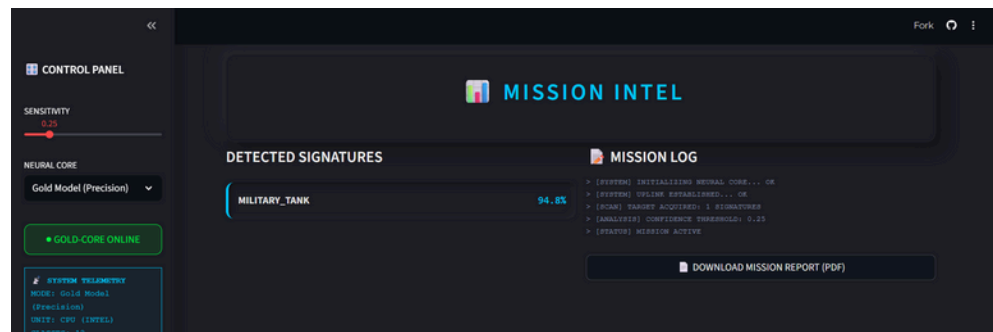 Fork
CONTROL PANEL
SENSITIVITY
0.25
NEURAL CORE
Gold Model (Precision)
GOLD-CORE ONLINE
SYSTEM TELEMETRY
MODE: Gold Model
(Precision)
UNIT: CPU (INTEL)
MISSION INTEL
DETECTED SIGNATURES
MILITARY_TANK 94.8%
MISSION LOG
> [SYSTEM] INITIALIZING NEURAL CORE... OK
> [SYSTEM] UPLINK ESTABLISHED... OK
> [SCAN] TARGET ACQUIRED: 1 SIGNATURES
> [ANALYSIS] CONFIDENCE THRESHOLD: 0.25
> [STATUS] MISSION ACTIVE
DOWNLOAD MISSION REPORT (PDF)